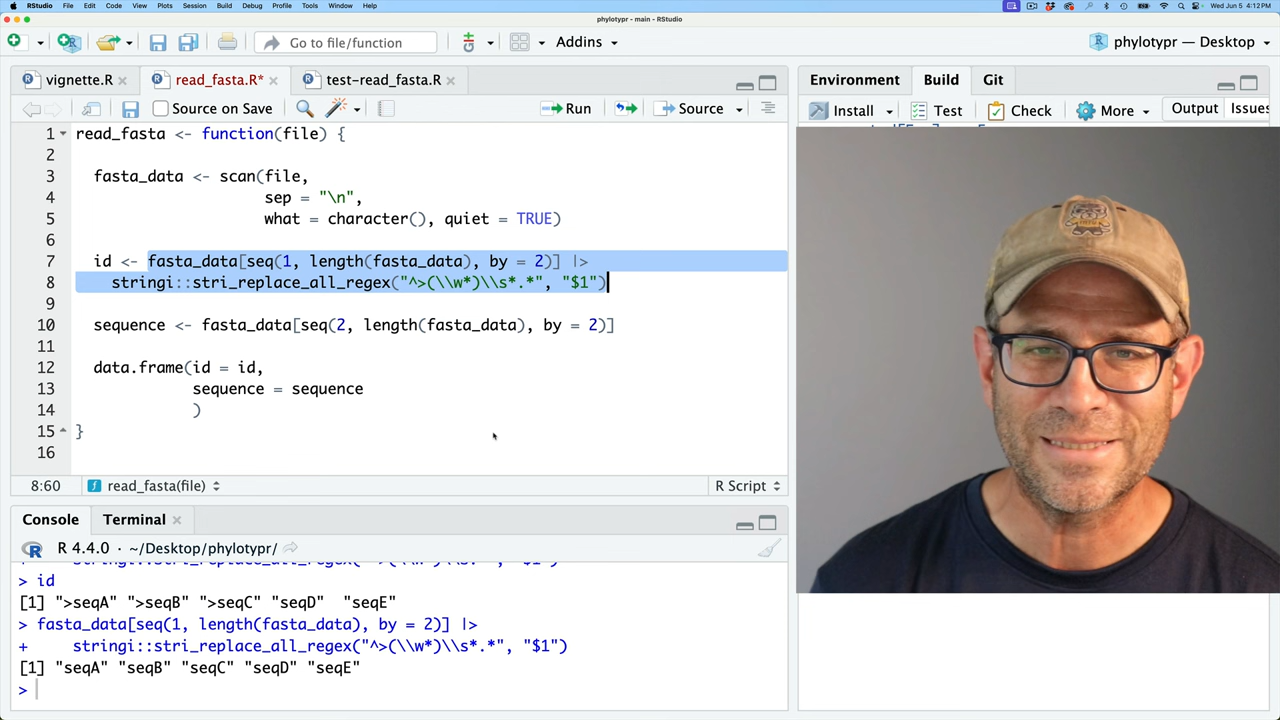 RStudio File Edit Code View Plots Session Build Debug Profile Tools Window Help Wed Jun 5 4:12 PM
phylotypr - main - RStudio
Go to file/function Addins phylotypr — Desktop
vignette.R read_fasta.R* test-read_fasta.R
Source on Save Run Source
1 read_fasta <- function(file) {
2
3 fasta_data <- scan(file,
4 sep = "\n",
5 what = character(), quiet = TRUE)
6
7 id <- fasta_data[seq(1, length(fasta_data), by = 2)] |>
8 stringi::stri_replace_all_regex("^>(\\w*)\\s*.*", "$1")
9
10 sequence <- fasta_data[seq(2, length(fasta_data), by = 2)]
11
12 data.frame(id = id,
13 sequence = sequence
14 )
15 }
16
8:60 read_fasta(file) R Script
Console Terminal
R 4.4.0 · ~/Desktop/phylotypr/
> id
[1] ">seqA" ">seqB" ">seqC" "seqD" "seqE"
> fasta_data[seq(1, length(fasta_data), by = 2)] |>
+ stringi::stri_replace_all_regex("^>(\\w*)\\s*.*", "$1")
[1] "seqA" "seqB" "seqC" "seqD" "seqE"
>
Environment Build Git
Install Test Check More Output Issues